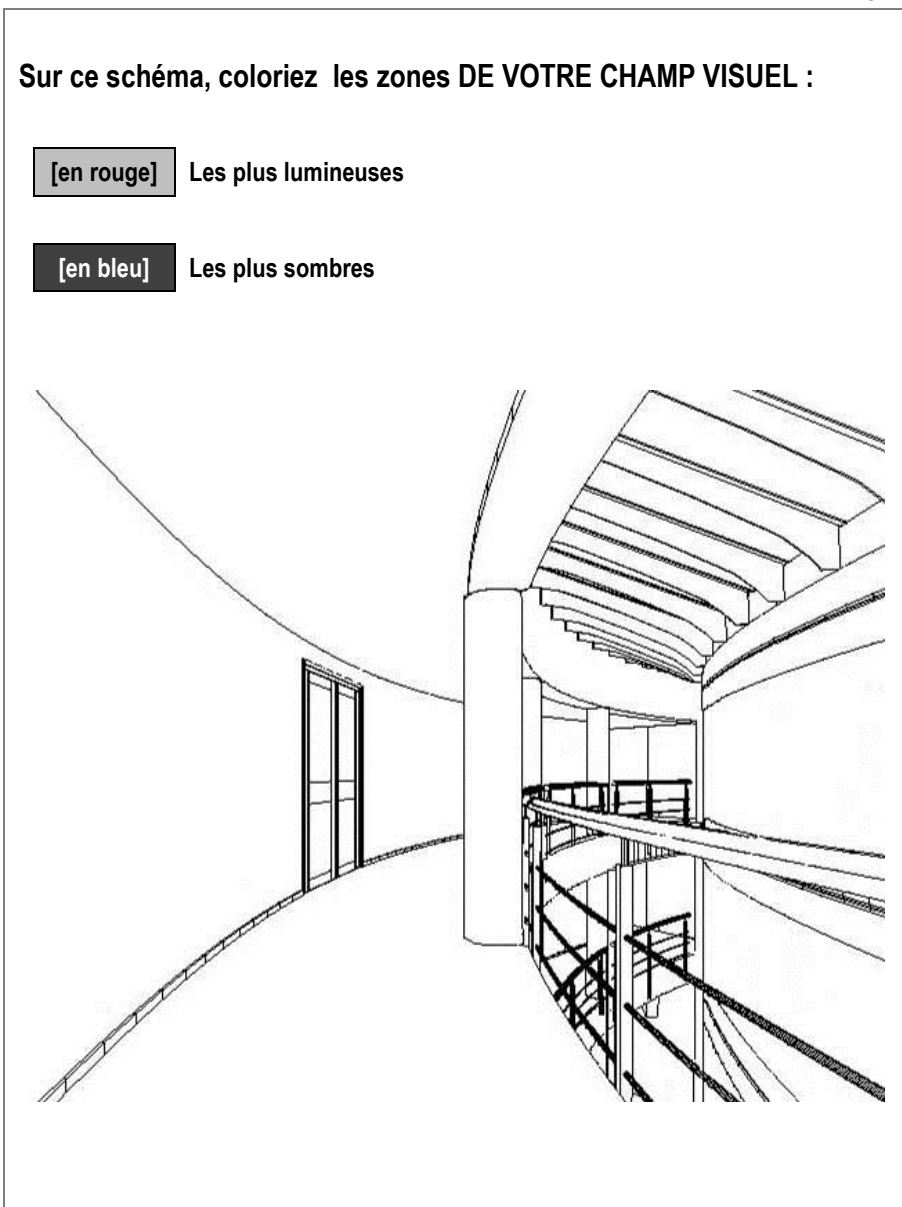 Sur ce schéma, coloriez les zones DE VOTRE CHAMP VISUEL :
[en rouge] Les plus lumineuses
[en bleu] Les plus sombres